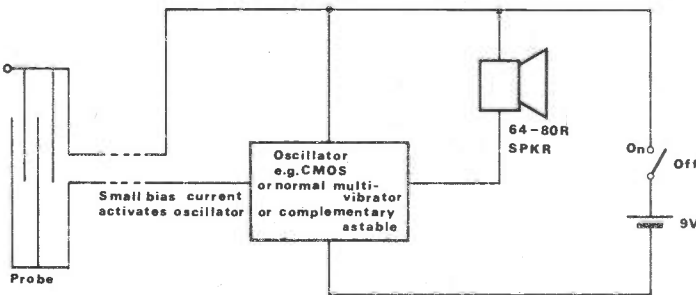 64-80R
SPKR
Oscillator
e.g. CMOS
or normal multi-
vibrator
or complementary
astable
On
Off
Small bias current
activates oscillator
9V
Probe